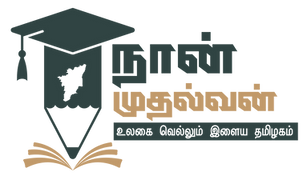 நான்
முதல்வன்
உலகை வெல்லும் இளைய தமிழகம்